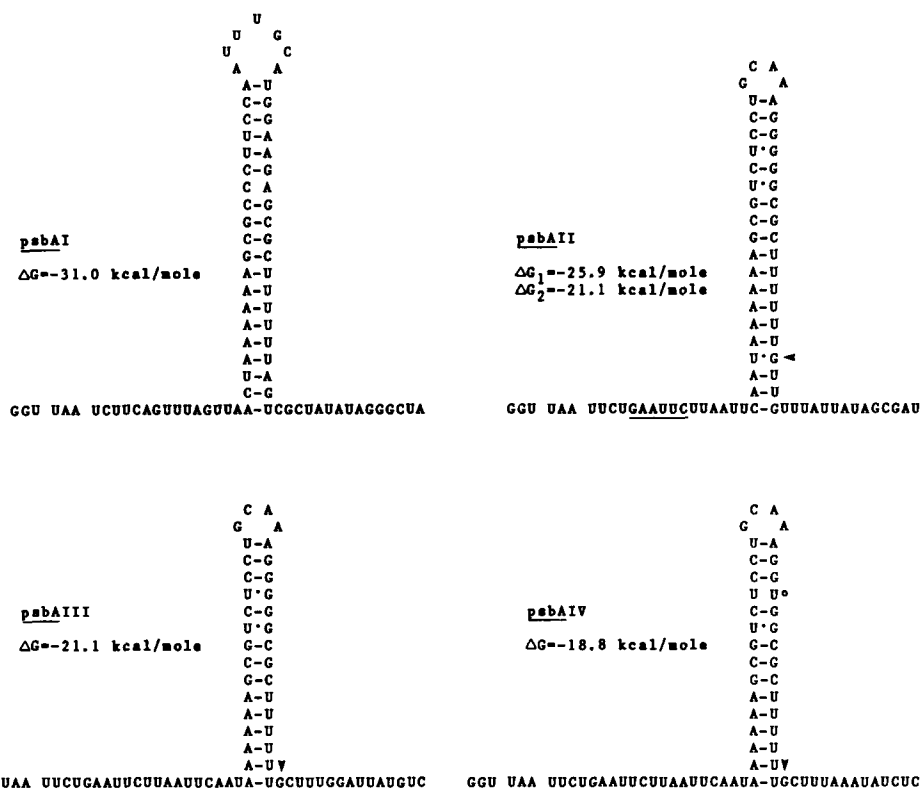 U
U G
U C
A A
A-U
C-G
C-G
U-A
U-A
C-G
C A
C-G
G-C
C-G
G-C
A-U
A-U
A-U
A-U
A-U
A-U
U-A
C-G
psbAI
ΔG=-31.0 kcal/mole
GGU UAA UCUUCAGUUUAGUUAA-UCGCUAUAUAGGGCUA
C A
G A
U-A
C-G
C-G
U·G
C-G
U·G
G-C
C-G
G-C
A-U
A-U
A-U
A-U
A-U
A-U
U·G
A-U
A-U
psbAII
ΔG1=-25.9 kcal/mole
ΔG2=-21.1 kcal/mole
GGU UAA UUCUGAAUUCUUAAUUC-GUUUAUUAUAGCGAU
C A
G A
U-A
C-G
C-G
U·G
C-G
U·G
G-C
C-G
G-C
A-U
A-U
A-U
A-U
A-U
psbAIII
ΔG=-21.1 kcal/mole
UAA UUCUGAAUUCUUAAUUCAAUA-UGCUUUGGAUUAUGUC
C A
G A
U-A
C-G
C-G
U U
C-G
U·G
G-C
C-G
G-C
A-U
A-U
A-U
A-U
A-U
psbAIV
ΔG=-18.8 kcal/mole
GGU UAA UUCUGAAUUCUUAAUUCAAUA-UGCUUUAAAUAUCUC